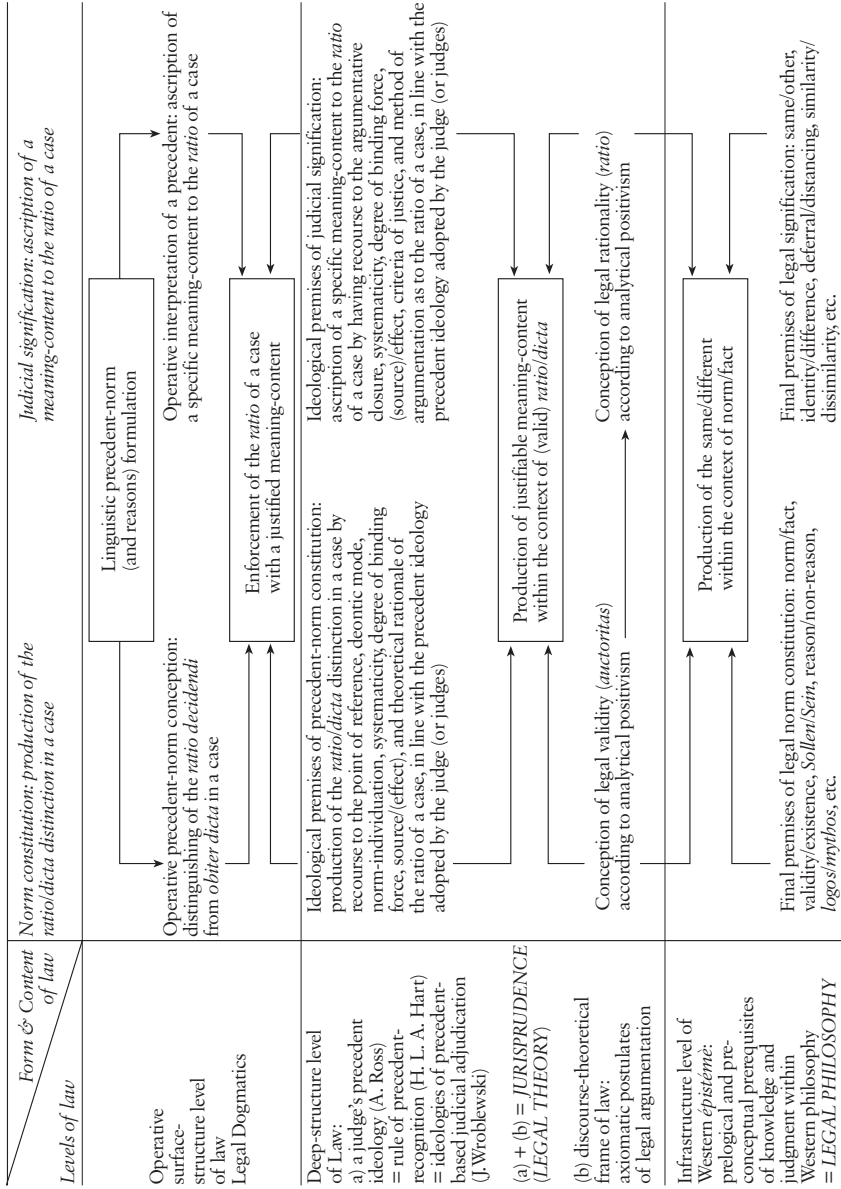 Form & Content
of law
Levels of law
Norm constitution: production of the
ratio/dicta distinction in a case
Judicial signification: ascription of a
meaning-content to the ratio of a case
Operative
surface-
structure level
of law
Legal Dogmatics
Linguistic precedent-norm
(and reasons) formulation
Operative precedent-norm conception:
distinguishing of the ratio decidendi
from obiter dicta in a case
Operative interpretation of a precedent: ascription of
a specific meaning-content to the ratio of a case
Enforcement of the ratio of a case
with a justified meaning-content
Deep-structure level
of Law:
a) a judge's precedent
ideology (A. Ross)
= rule of precedent-
recognition (H. L. A. Hart)
= ideologies of precedent-
based judicial adjudication
(J. Wroblewski)
Ideological premises of precedent-norm constitution:
production of the ratio/dicta distinction in a case by
recourse to the point of reference, deontic mode,
norm-individuation, systematicity, degree of binding
force, source/(effect), and theoretical rationale of
the ratio of a case, in line with the precedent ideology
adopted by the judge (or judges)
Ideological premises of judicial signification:
ascription of a specific meaning-content to the ratio
of a case by having recourse to the argumentative
closure, systematicity, degree of binding force,
(source)/effect, criteria of justice, and method of
argumentation as to the ratio of a case, in line with the
precedent ideology adopted by the judge (or judges)
(a) + (b) = JURISPRUDENCE
(LEGAL THEORY)
Production of justifiable meaning-content
within the context of (valid) ratio/dicta
(b) discourse-theoretical
frame of law:
axiomatic postulates
of legal argumentation
Conception of legal validity (auctoritas)
according to analytical positivism
Conception of legal rationality (ratio)
according to analytical positivism
Infrastructure level of
Western épistémè:
prelogical and pre-
conceptual prerequisites
of knowledge and
judgment within
Western philosophy
= LEGAL PHILOSOPHY
Production of the same/different
within the context of norm/fact
Final premises of legal norm constitution: norm/fact,
validity/existence, Sollen/Sein, reason/non-reason,
logos/mythos, etc.
Final premises of legal signification: same/other,
identity/difference, deferral/distancing, similarity/
dissimilarity, etc.